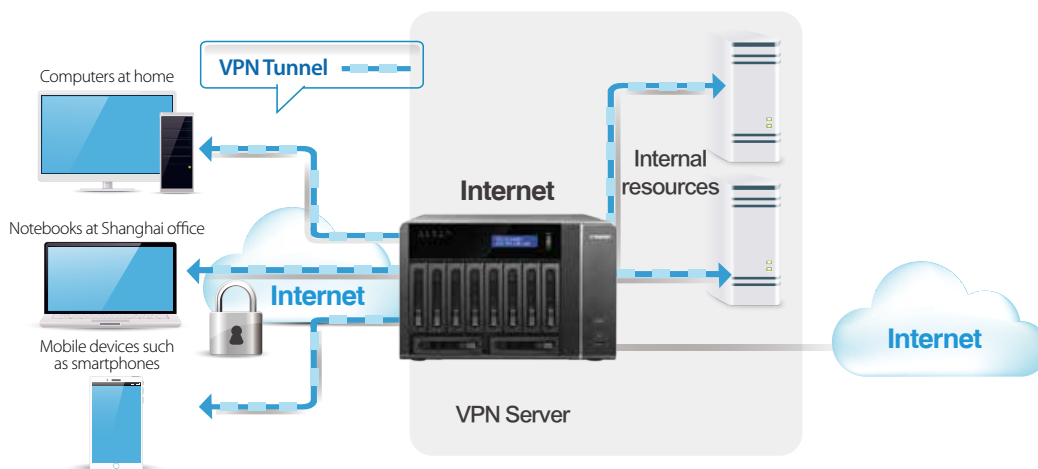 VPN Tunnel
Computers at home
Internal
resources
Internet
Notebooks at Shanghai office
Internet
Internet
Mobile devices such
as smartphones
VPN Server